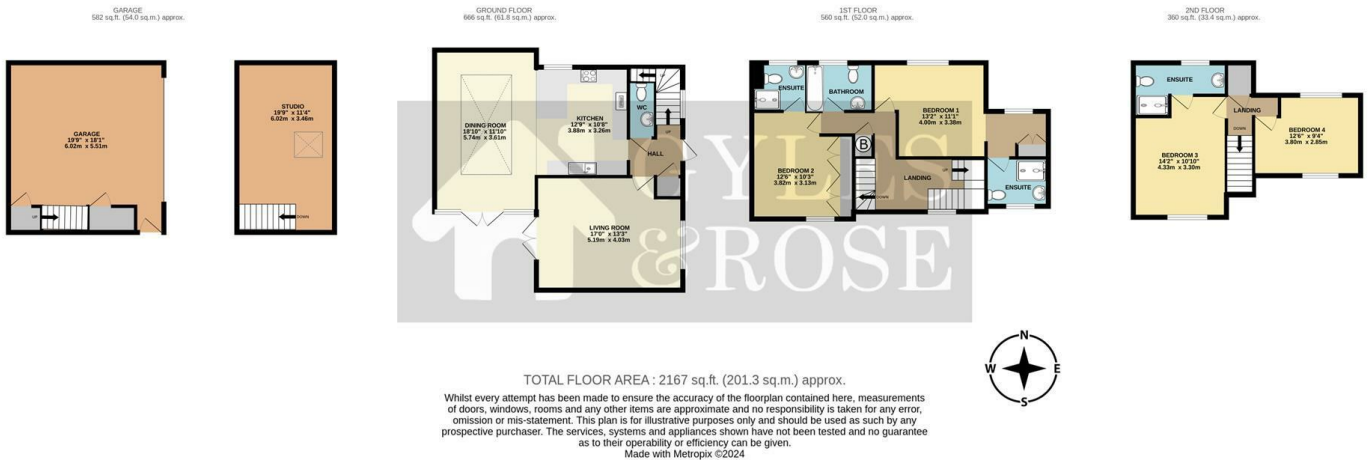 GARAGE
582 sq.ft. (54.0 sq.m.) approx.
GROUND FLOOR
666 sq.ft. (61.8 sq.m.) approx.
1ST FLOOR
560 sq.ft. (52.0 sq.m.) approx.
2ND FLOOR
360 sq.ft. (33.4 sq.m.) approx.
GARAGE
19'9" x 18'1"
6.02m x 5.51m
UP
STUDIO
19'9" x 11'4"
6.02m x 3.46m
DOWN
DINING ROOM
18'10" x 11'10"
5.74m x 3.61m
KITCHEN
12'9" x 10'8"
3.88m x 3.26m
WC
UP
HALL
LIVING ROOM
17'0" x 13'3"
5.19m x 4.03m
ENSUITE
BATHROOM
BEDROOM 1
13'2" x 11'1"
4.00m x 3.38m
B
BEDROOM 2
12'6" x 10'3"
3.82m x 3.13m
LANDING
UP
DOWN
ENSUITE
ENSUITE
LANDING
DOWN
BEDROOM 4
12'6" x 9'4"
3.80m x 2.85m
BEDROOM 3
14'2" x 10'10"
4.33m x 3.30m
GYLES
&ROSE
N
W E
S
TOTAL FLOOR AREA : 2167 sq.ft. (201.3 sq.m.) approx.
Whilst every attempt has been made to ensure the accuracy of the floorplan contained here, measurements
of doors, windows, rooms and any other items are approximate and no responsibility is taken for any error,
omission or mis-statement. This plan is for illustrative purposes only and should be used as such by any
prospective purchaser. The services, systems and appliances shown have not been tested and no guarantee
as to their operability or efficiency can be given.
Made with Metropix ©2024